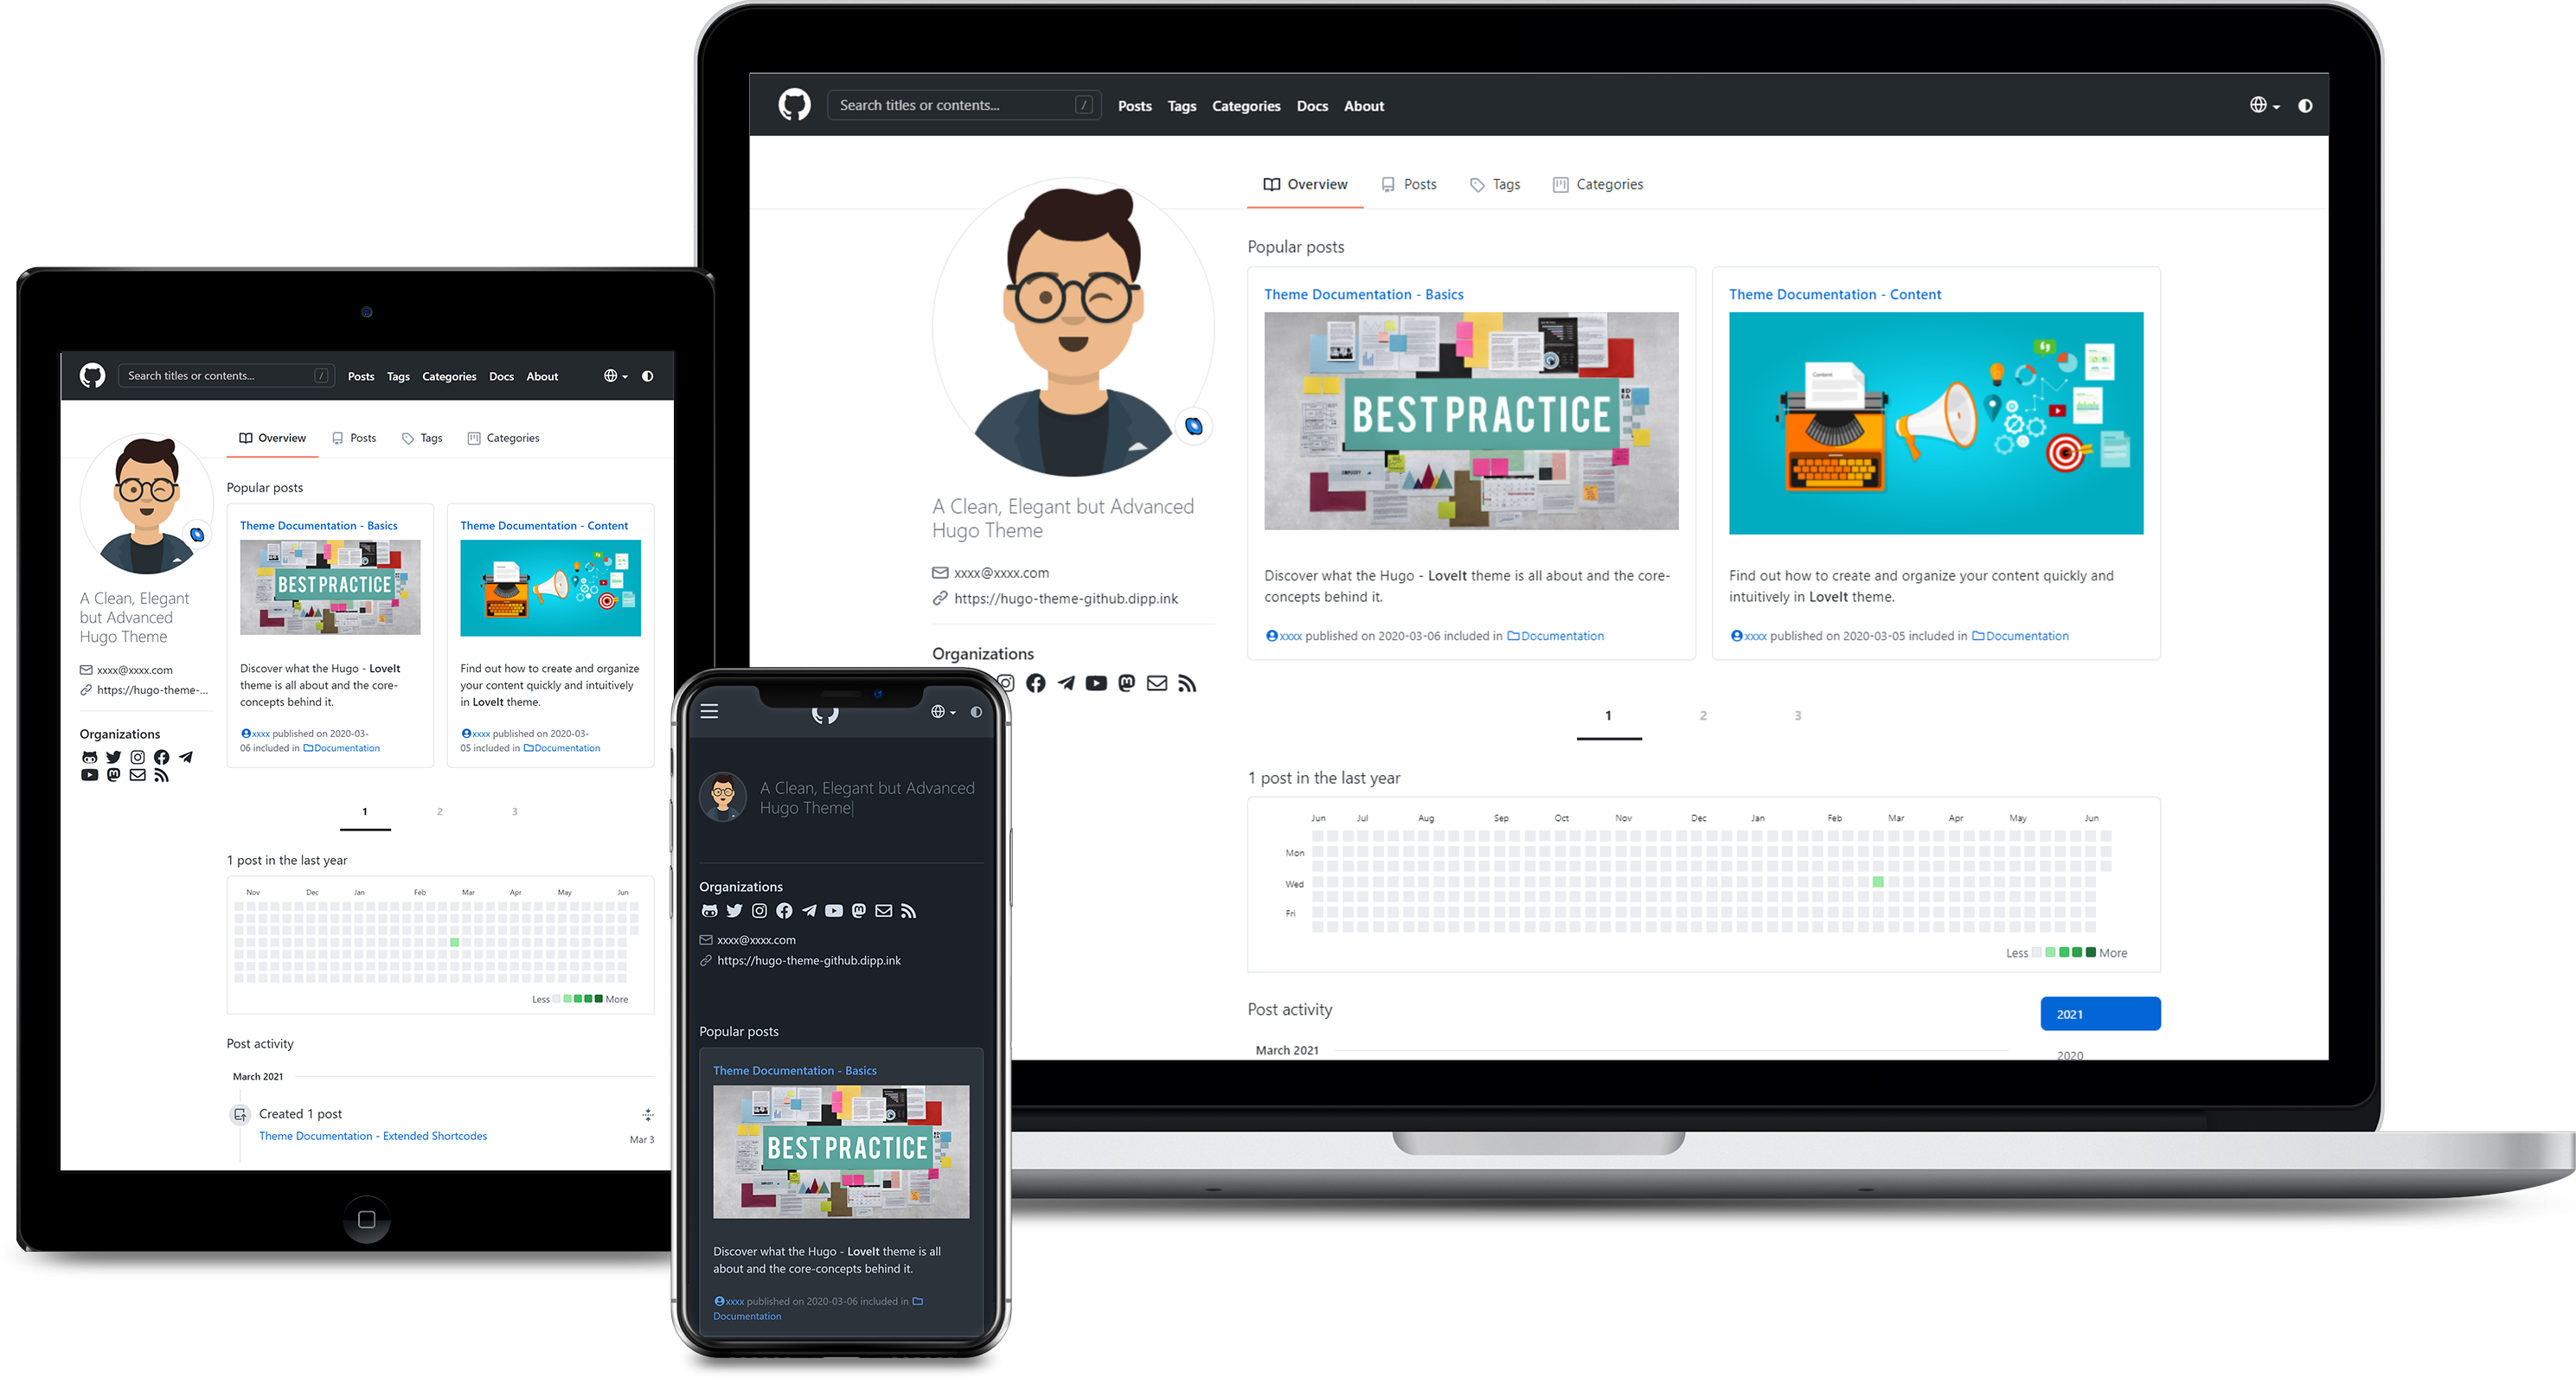 Search titles or contents... /
Posts Tags Categories Docs About
Overview Posts Tags Categories
A Clean, Elegant but Advanced
Hugo Theme
xxxx@xxxx.com
https://hugo-theme-github.dipp.ink
Organizations
Popular posts
Theme Documentation - Basics
BEST PRACTICE
Discover what the Hugo - LoveIt theme is all about and the core-
concepts behind it.
xxxx published on 2020-03-06 included in Documentation
Theme Documentation - Content
Content
Find out how to create and organize your content quickly and
intuitively in LoveIt theme.
xxxx published on 2020-03-05 included in Documentation
1 2 3
1 post in the last year
Jun Jul Aug Sep Oct Nov Dec Jan Feb Mar Apr May Jun
Mon
Wed
Fri
Less More
Post activity
2021
March 2021
2020
Search titles or contents... /
Posts Tags Categories Docs About
Overview Posts Tags Categories
A Clean, Elegant
but Advanced
Hugo Theme
xxxx@xxxx.com
https://hugo-theme-...
Organizations
Popular posts
Theme Documentation - Basics
BEST PRACTICE
Discover what the Hugo - LoveIt
theme is all about and the core-
concepts behind it.
xxxx published on 2020-03-
06 included in Documentation
Theme Documentation - Content
Find out how to create and organize
your content quickly and intuitively
in LoveIt theme.
xxxx published on 2020-03-
05 included in Documentation
1 2 3
1 post in the last year
Nov Dec Jan Feb Mar Apr May Jun
Less More
Post activity
March 2021
Created 1 post
Theme Documentation - Extended Shortcodes
Mar 3
A Clean, Elegant but Advanced
Hugo Theme|
Organizations
xxxx@xxxx.com
https://hugo-theme-github.dipp.ink
Popular posts
Theme Documentation - Basics
BEST PRACTICE
Discover what the Hugo - LoveIt theme is all
about and the core-concepts behind it.
xxxx published on 2020-03-06 included in
Documentation